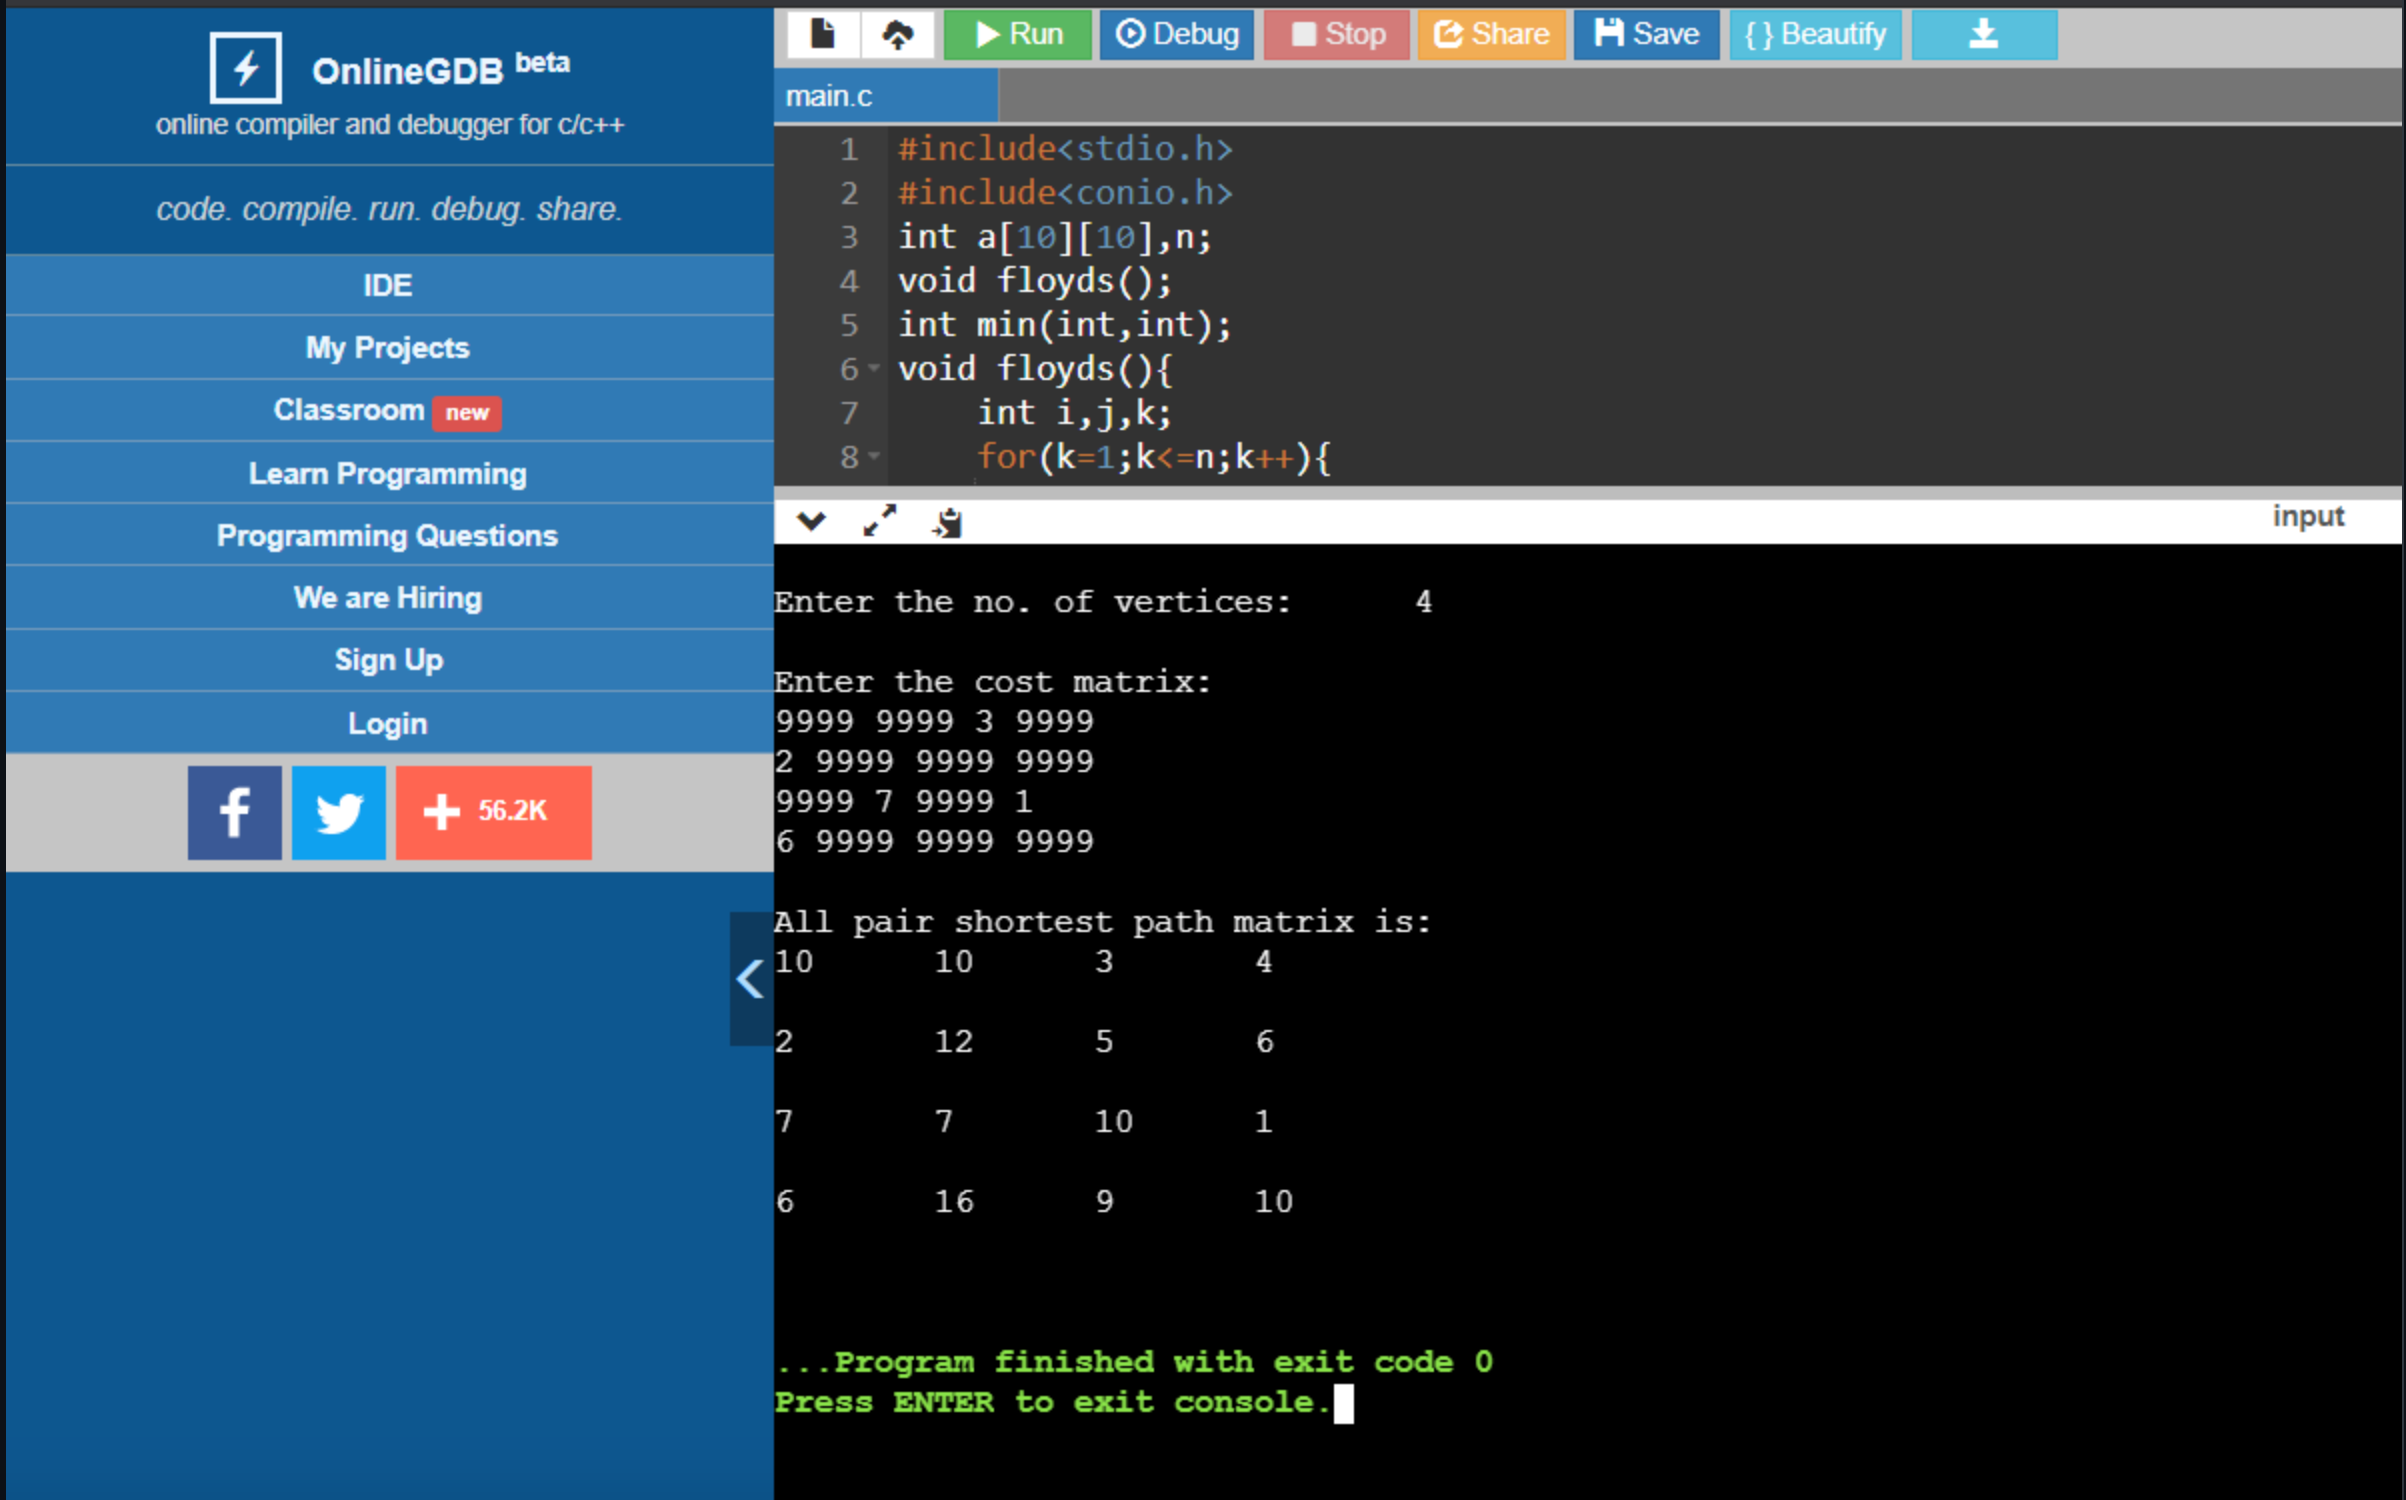 OnlineGDB beta
online compiler and debugger for c/c++
code. compile. run. debug. share.
IDE
My Projects
Classroom new
Learn Programming
Programming Questions
We are Hiring
Sign Up
Login
f + 56.2K
Run Debug Stop Share Save { } Beautify
main.c
1 #include<stdio.h>
2 #include<conio.h>
3 int a[10][10],n;
4 void floyds();
5 int min(int,int);
6 void floyds(){
7 int i,j,k;
8 for(k=1;k<=n;k++){
input
Enter the no. of vertices: 4
Enter the cost matrix:
9999 9999 3 9999
2 9999 9999 9999
9999 7 9999 1
6 9999 9999 9999
All pair shortest path matrix is:
10 10 3 4
2 12 5 6
7 7 10 1
6 16 9 10
...Program finished with exit code 0
Press ENTER to exit console.